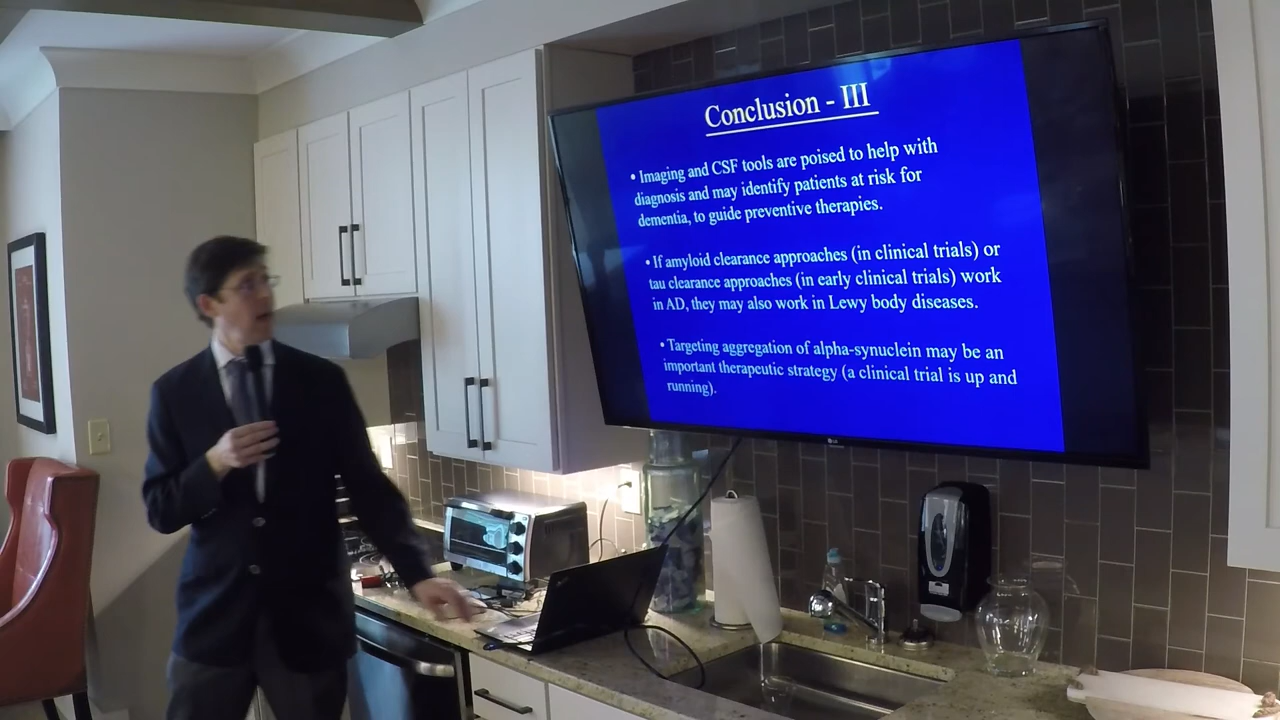 Conclusion - III
• Imaging and CSF tools are poised to help with
diagnosis and may identify patients at risk for
dementia, to guide preventive therapies.
• If amyloid clearance approaches (in clinical trials) or
tau clearance approaches (in early clinical trials) work
in AD, they may also work in Lewy body diseases.
• Targeting aggregation of alpha-synuclein may be an
important therapeutic strategy (a clinical trial is up and
running).
LG